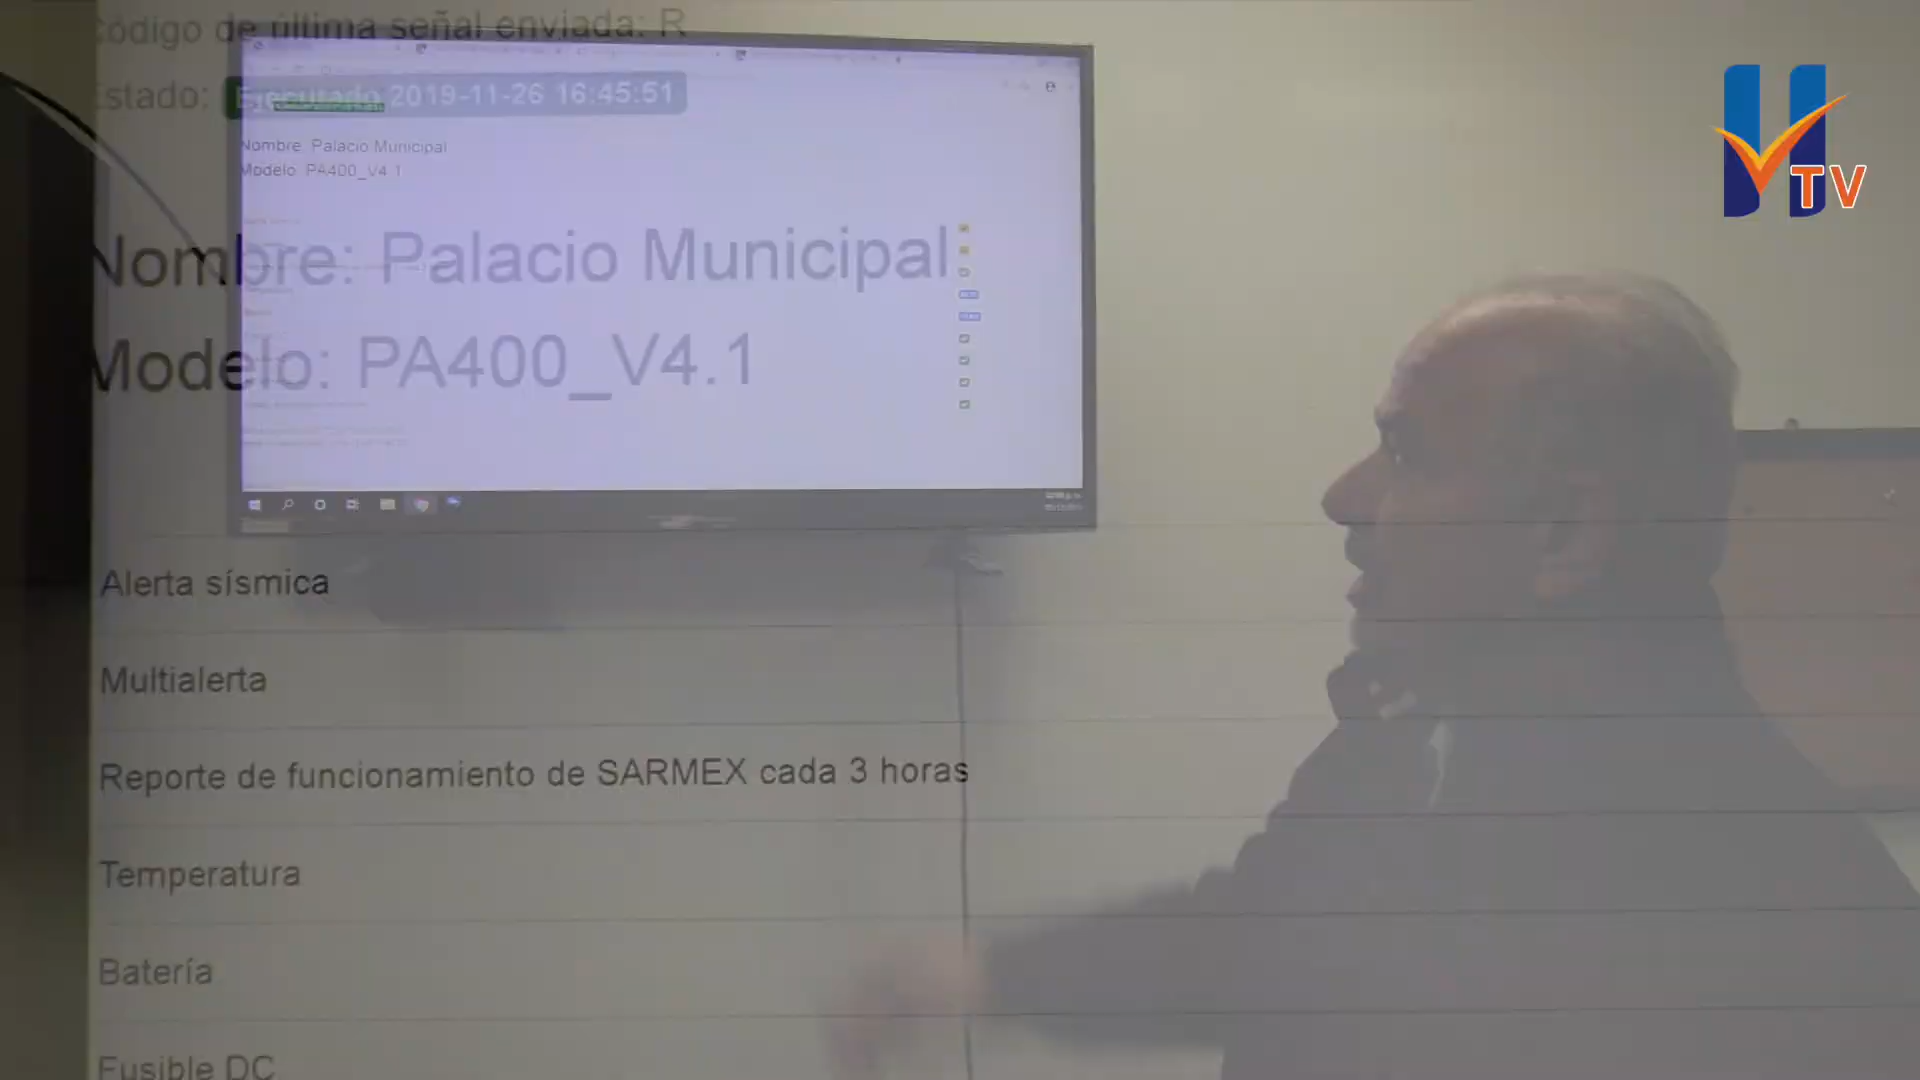 Código de última señal enviada: R
Estado: Ejecutado 2019-11-26 16:45:51
Nombre: Palacio Municipal
Modelo: PA400_V4.1
TV
Nombre: Palacio Municipal
Modelo: PA400_V4.1
Alerta sísmica
Multialerta
Reporte de funcionamiento de SARMEX cada 3 horas
Temperatura
Batería
Fusible DC